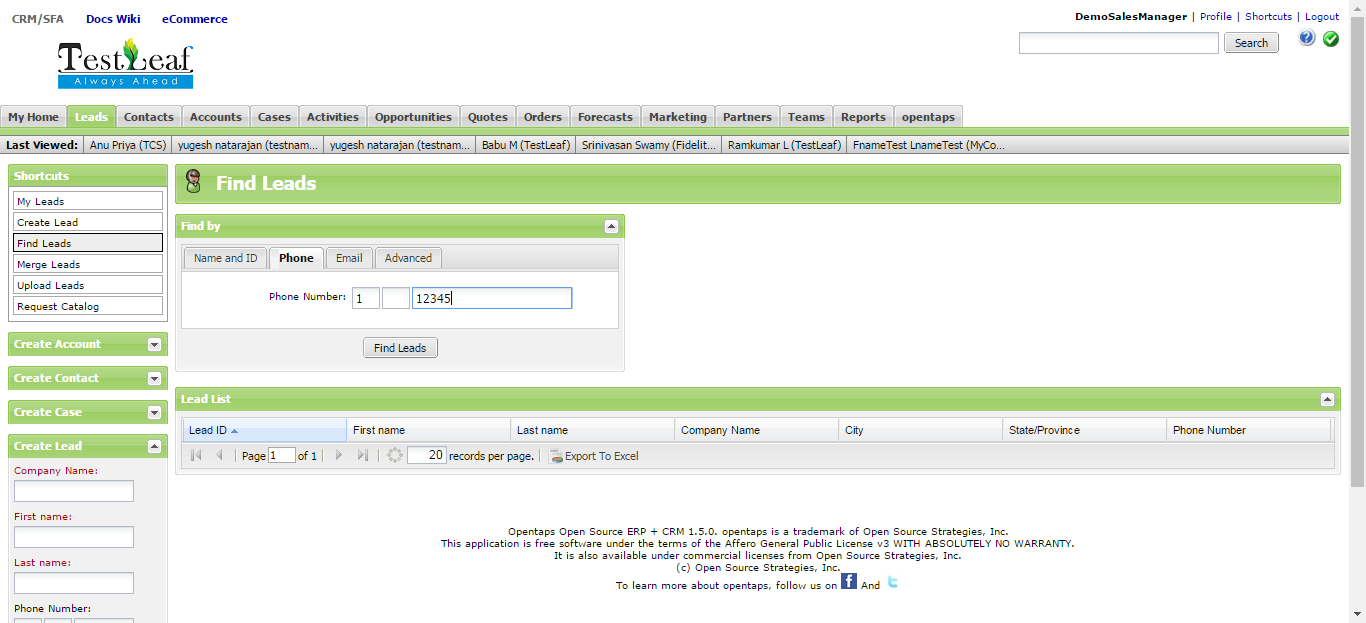 CRM/SFA Docs Wiki eCommerce
DemoSalesManager | Profile | Shortcuts | Logout
TestLeaf
Always Ahead
Search
My Home Leads Contacts Accounts Cases Activities Opportunities Quotes Orders Forecasts Marketing Partners Teams Reports opentaps
Last Viewed: Anu Priya (TCS) yugesh natarajan (testnam... yugesh natarajan (testnam... Babu M (TestLeaf) Srinivasan Swamy (Fidelit... Ramkumar L (TestLeaf) FnameTest LnameTest (MyCo...
Shortcuts
My Leads
Create Lead
Find Leads
Merge Leads
Upload Leads
Request Catalog
Create Account
Create Contact
Create Case
Create Lead
Company Name:
First name:
Last name:
Phone Number:
Find Leads
Find by
Name and ID Phone Email Advanced
Phone Number: 1 12345
Find Leads
Lead List
Lead ID First name Last name Company Name City State/Province Phone Number
Page 1 of 1 20 records per page. Export To Excel
Opentaps Open Source ERP + CRM 1.5.0. opentaps is a trademark of Open Source Strategies, Inc.
This application is free software under the terms of the Affero General Public License v3 WITH ABSOLUTELY NO WARRANTY.
It is also available under commercial licenses from Open Source Strategies, Inc.
(c) Open Source Strategies, Inc.
To learn more about opentaps, follow us on f And t